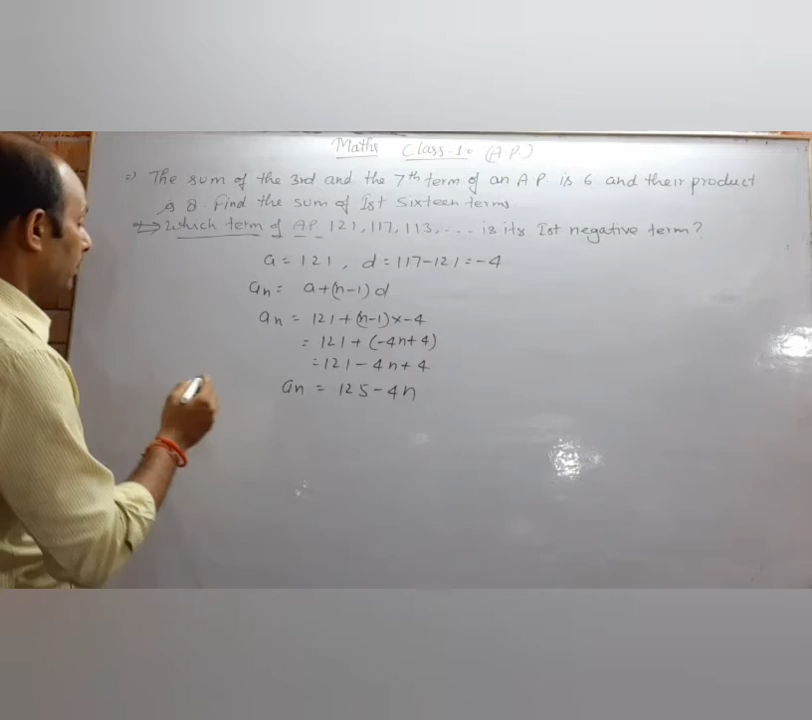 Maths Class-10 (A.P.)
=) The sum of the 3rd and the 7th term of an A.P. is 6 and their product
is 8. Find the sum of Ist Sixteen terms.
=> Which term of A.P. 121, 117, 113, ... is its Ist negative term?
a = 121, d = 117-121 = -4
an = a+(n-1)d
an = 121+(n-1)x-4
= 121 + (-4n+4)
= 121 - 4n + 4
an = 125-4n